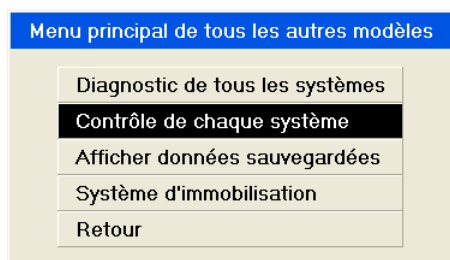 Menu principal de tous les autres modèles
Diagnostic de tous les systèmes
Contrôle de chaque système
Afficher données sauvegardées
Système d'immobilisation
Retour